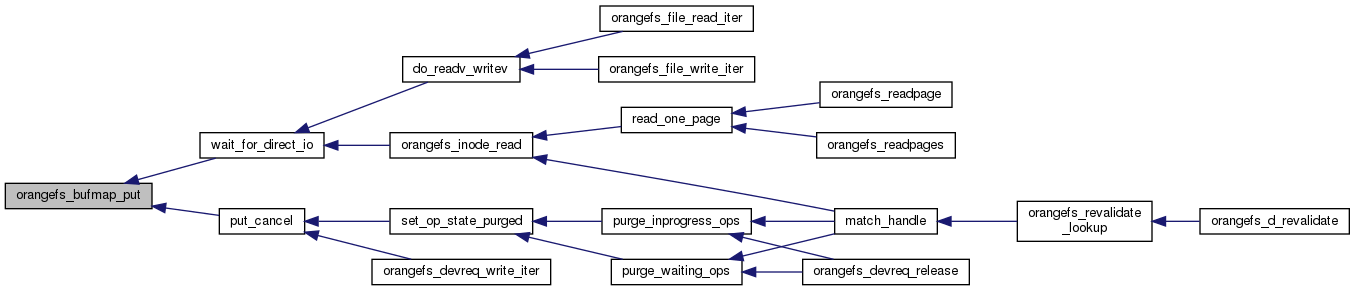 orangefs_file_read_iter
do_readv_writev
orangefs_file_write_iter
orangefs_readpage
read_one_page
wait_for_direct_io
orangefs_inode_read
orangefs_readpages
orangefs_bufmap_put
put_cancel
set_op_state_purged
purge_inprogress_ops
match_handle
orangefs_revalidate
_lookup
orangefs_d_revalidate
orangefs_devreq_write_iter
purge_waiting_ops
orangefs_devreq_release